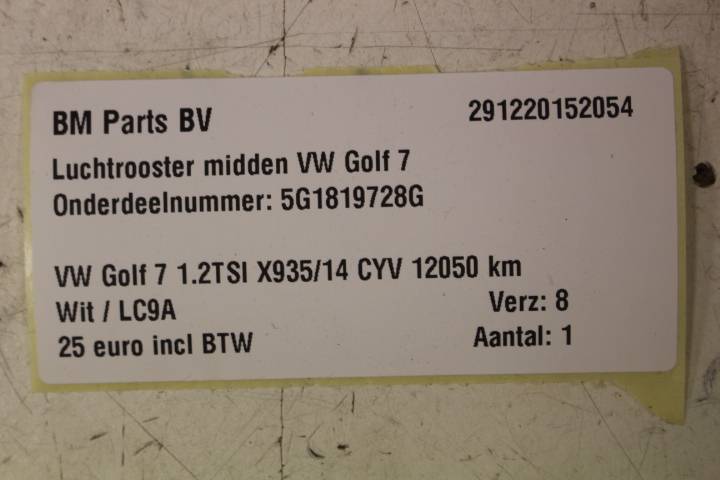 BM Parts BV 291220152054
Luchtrooster midden VW Golf 7
Onderdeelnummer: 5G1819728G
VW Golf 7 1.2TSI X935/14 CYV 12050 km
Wit / LC9A Verz: 8
25 euro incl BTW Aantal: 1